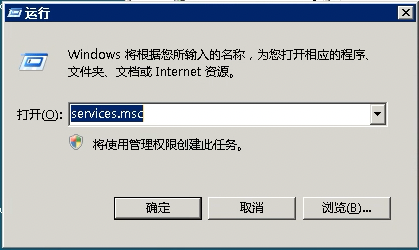 运行
Windows 将根据您所输入的名称，为您打开相应的程序、
文件夹、文档或 Internet 资源。
打开(O):
services.msc
将使用管理权限创建此任务。
确定
取消
浏览(B)...